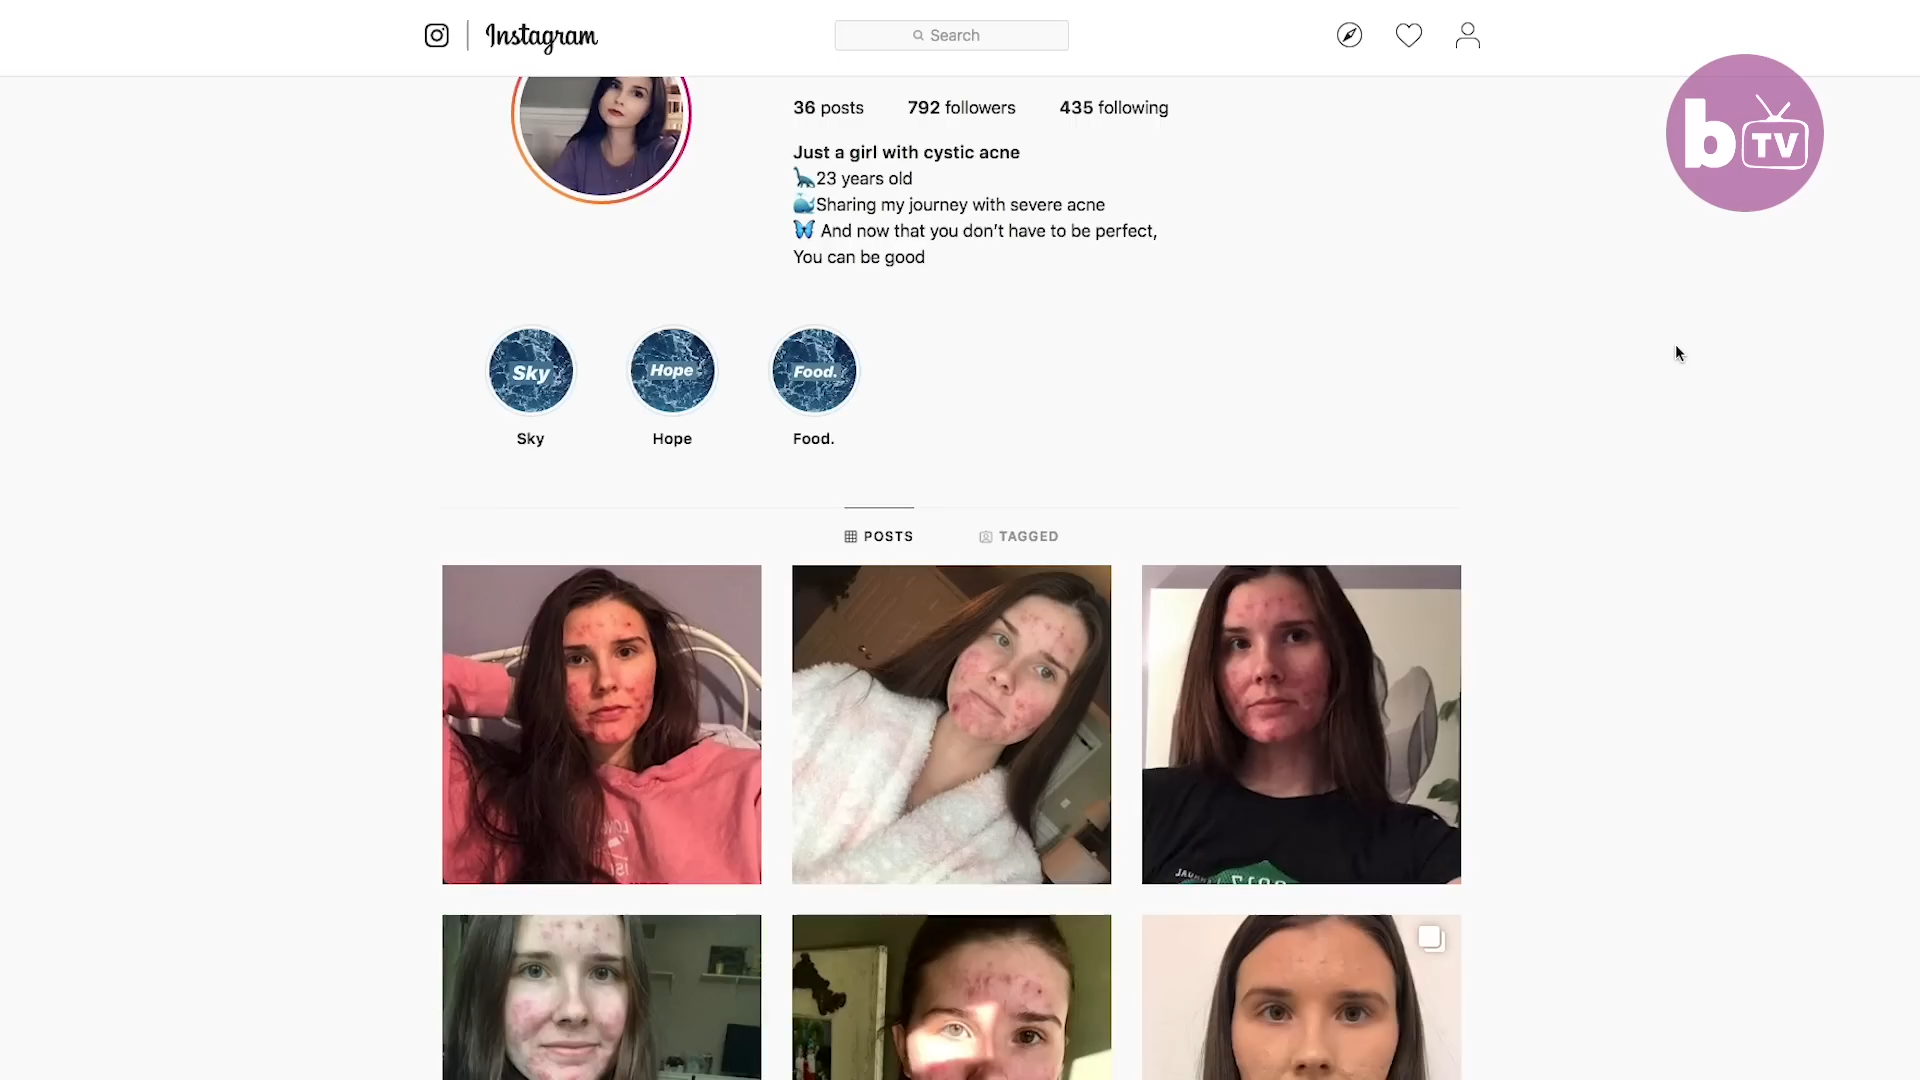 Instagram
Search
b TV
36 posts 792 followers 435 following
Just a girl with cystic acne
23 years old
Sharing my journey with severe acne
And now that you don't have to be perfect,
You can be good
Sky Hope Food.
Sky Hope Food.
POSTS TAGGED